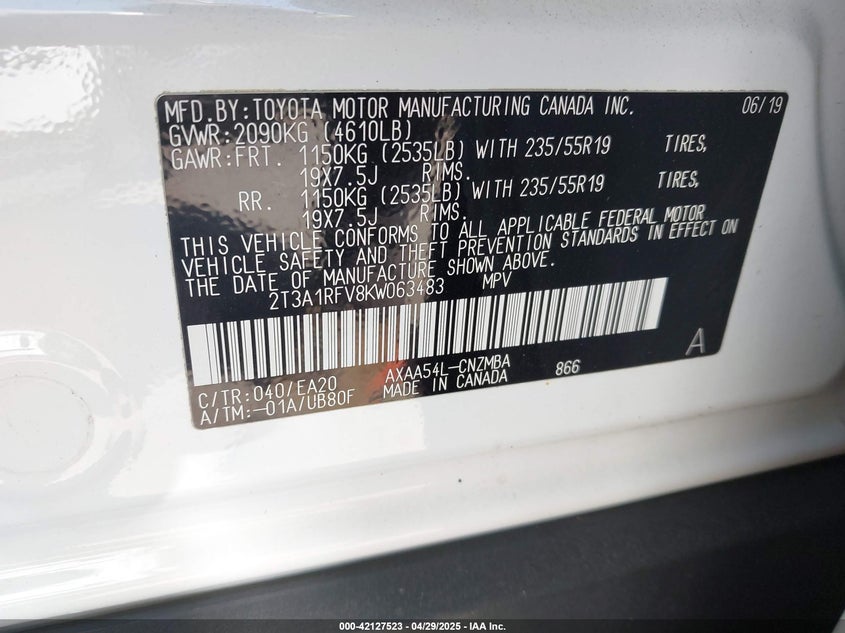 MFD.BY:TOYOTA MOTOR MANUFACTURING CANADA INC. 06/19
GVWR:2090KG (4610LB)
GAWR:FRT. 1150KG (2535LB) WITH 235/55R19 TIRES,
19X7.5J RIMS.
RR. 1150KG (2535LB) WITH 235/55R19 TIRES,
19X7.5J RIMS.
THIS VEHICLE CONFORMS TO ALL APPLICABLE FEDERAL MOTOR
VEHICLE SAFETY AND THEFT PREVENTION STANDARDS IN EFFECT ON
THE DATE OF MANUFACTURE SHOWN ABOVE.
2T3A1RFV8KW063483 MPV
A
C/TR:040/EA20 AXAA54L-CNZMBA 866
A/TM:-01A/UB80F MADE IN CANADA
000-42127523 - 04/29/2025 - IAA Inc.